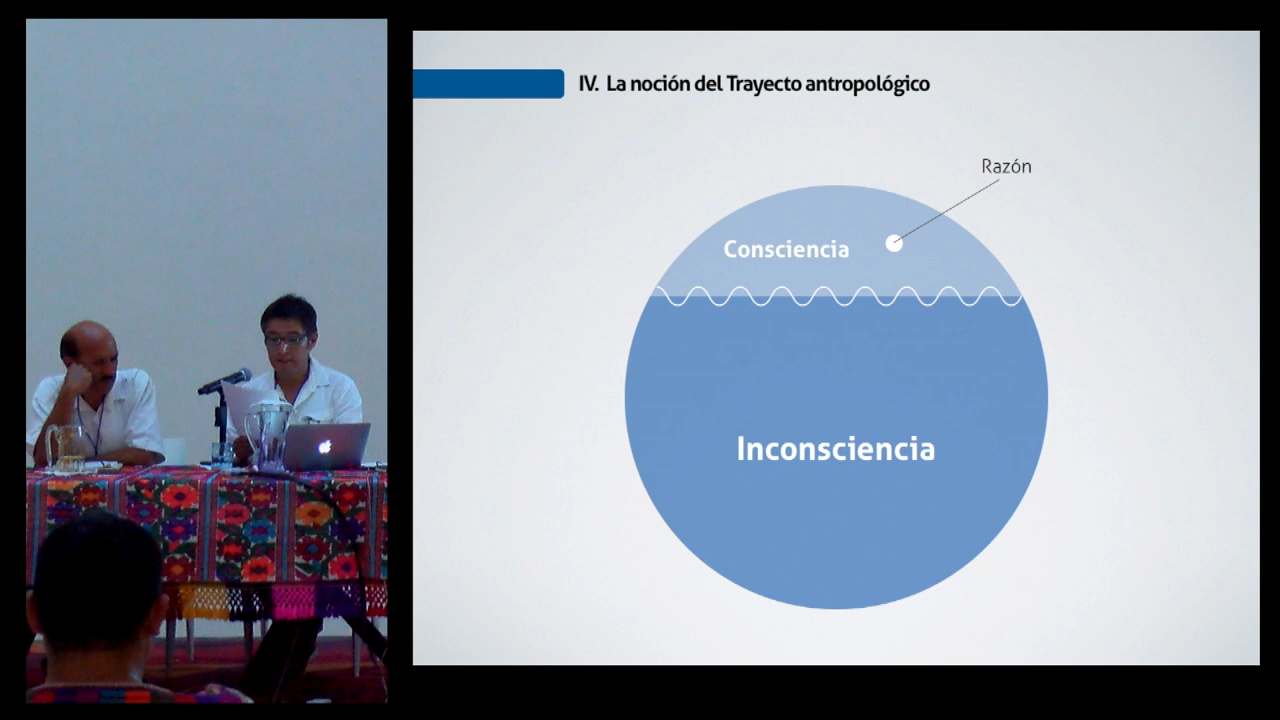 IV. La noción del Trayecto antropológico
Razón
Consciencia
Inconsciencia